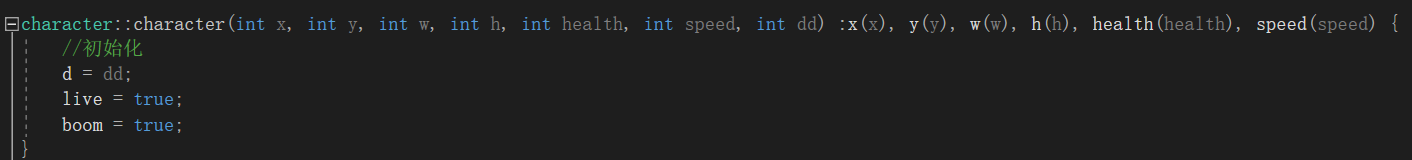 character::character(int x, int y, int w, int h, int health, int speed, int dd) :x(x), y(y), w(w), h(h), health(health), speed(speed) {
//初始化
d = dd;
live = true;
boom = true;
}